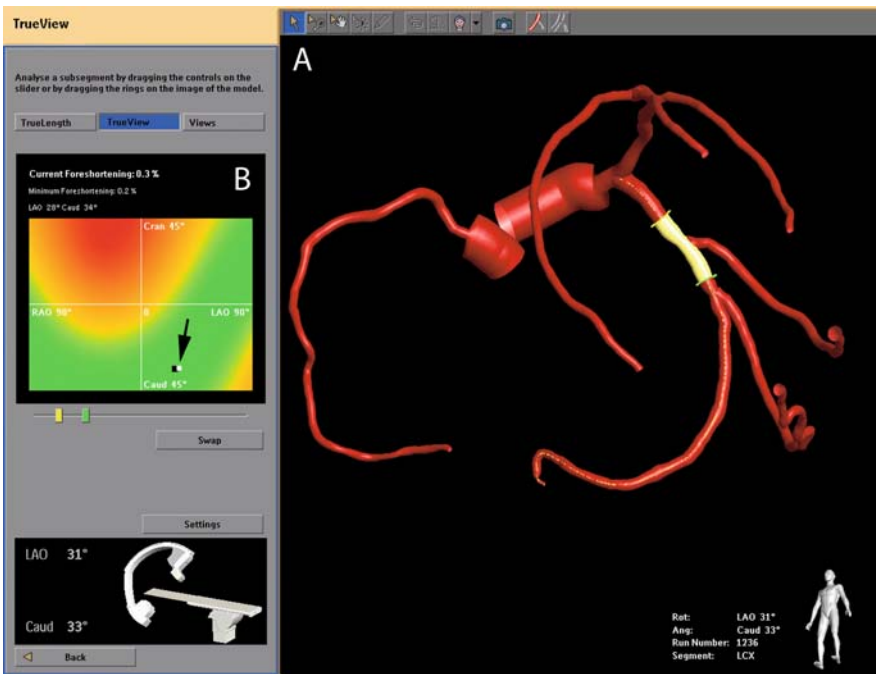 TrueView
Analyse a subsegment by dragging the controls on the
slider or by dragging the rings on the image of the model.
TrueLength TrueView Views
Current Foreshortening: 0.3 %
Minimum Foreshortening: 0.2 %
LAO 28° Caud 34°
B
Cran 45°
RAO 90° 0 LAO 90°
Caud 45°
Swap
Settings
LAO 31°
Caud 33°
Back
A
Rot: LAO 31°
Ang: Caud 33°
Run Number: 1236
Segment: LCX